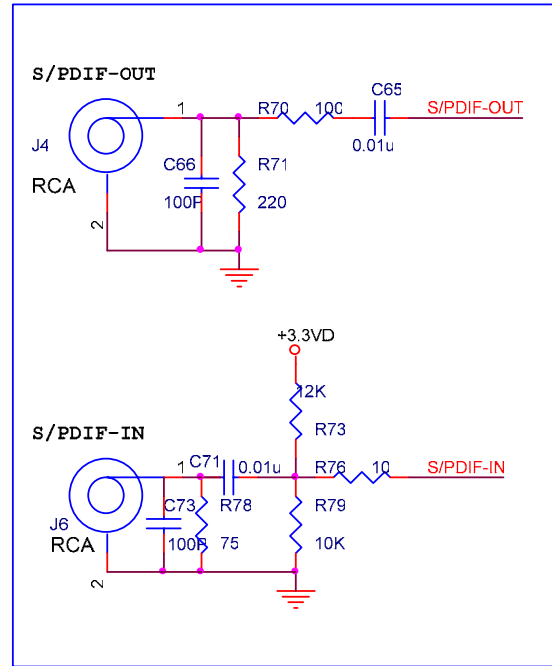 S/PDIF-OUT
C65
1
R70 100
S/PDIF-OUT
J4
0.01u
C66
R71
RCA
100P
220
2
+3.3VD
12K
R73
S/PDIF-IN
1
C71
0.01u
R76
10
S/PDIF-IN
C73
R78
R79
J6
RCA
100P
75
10K
2